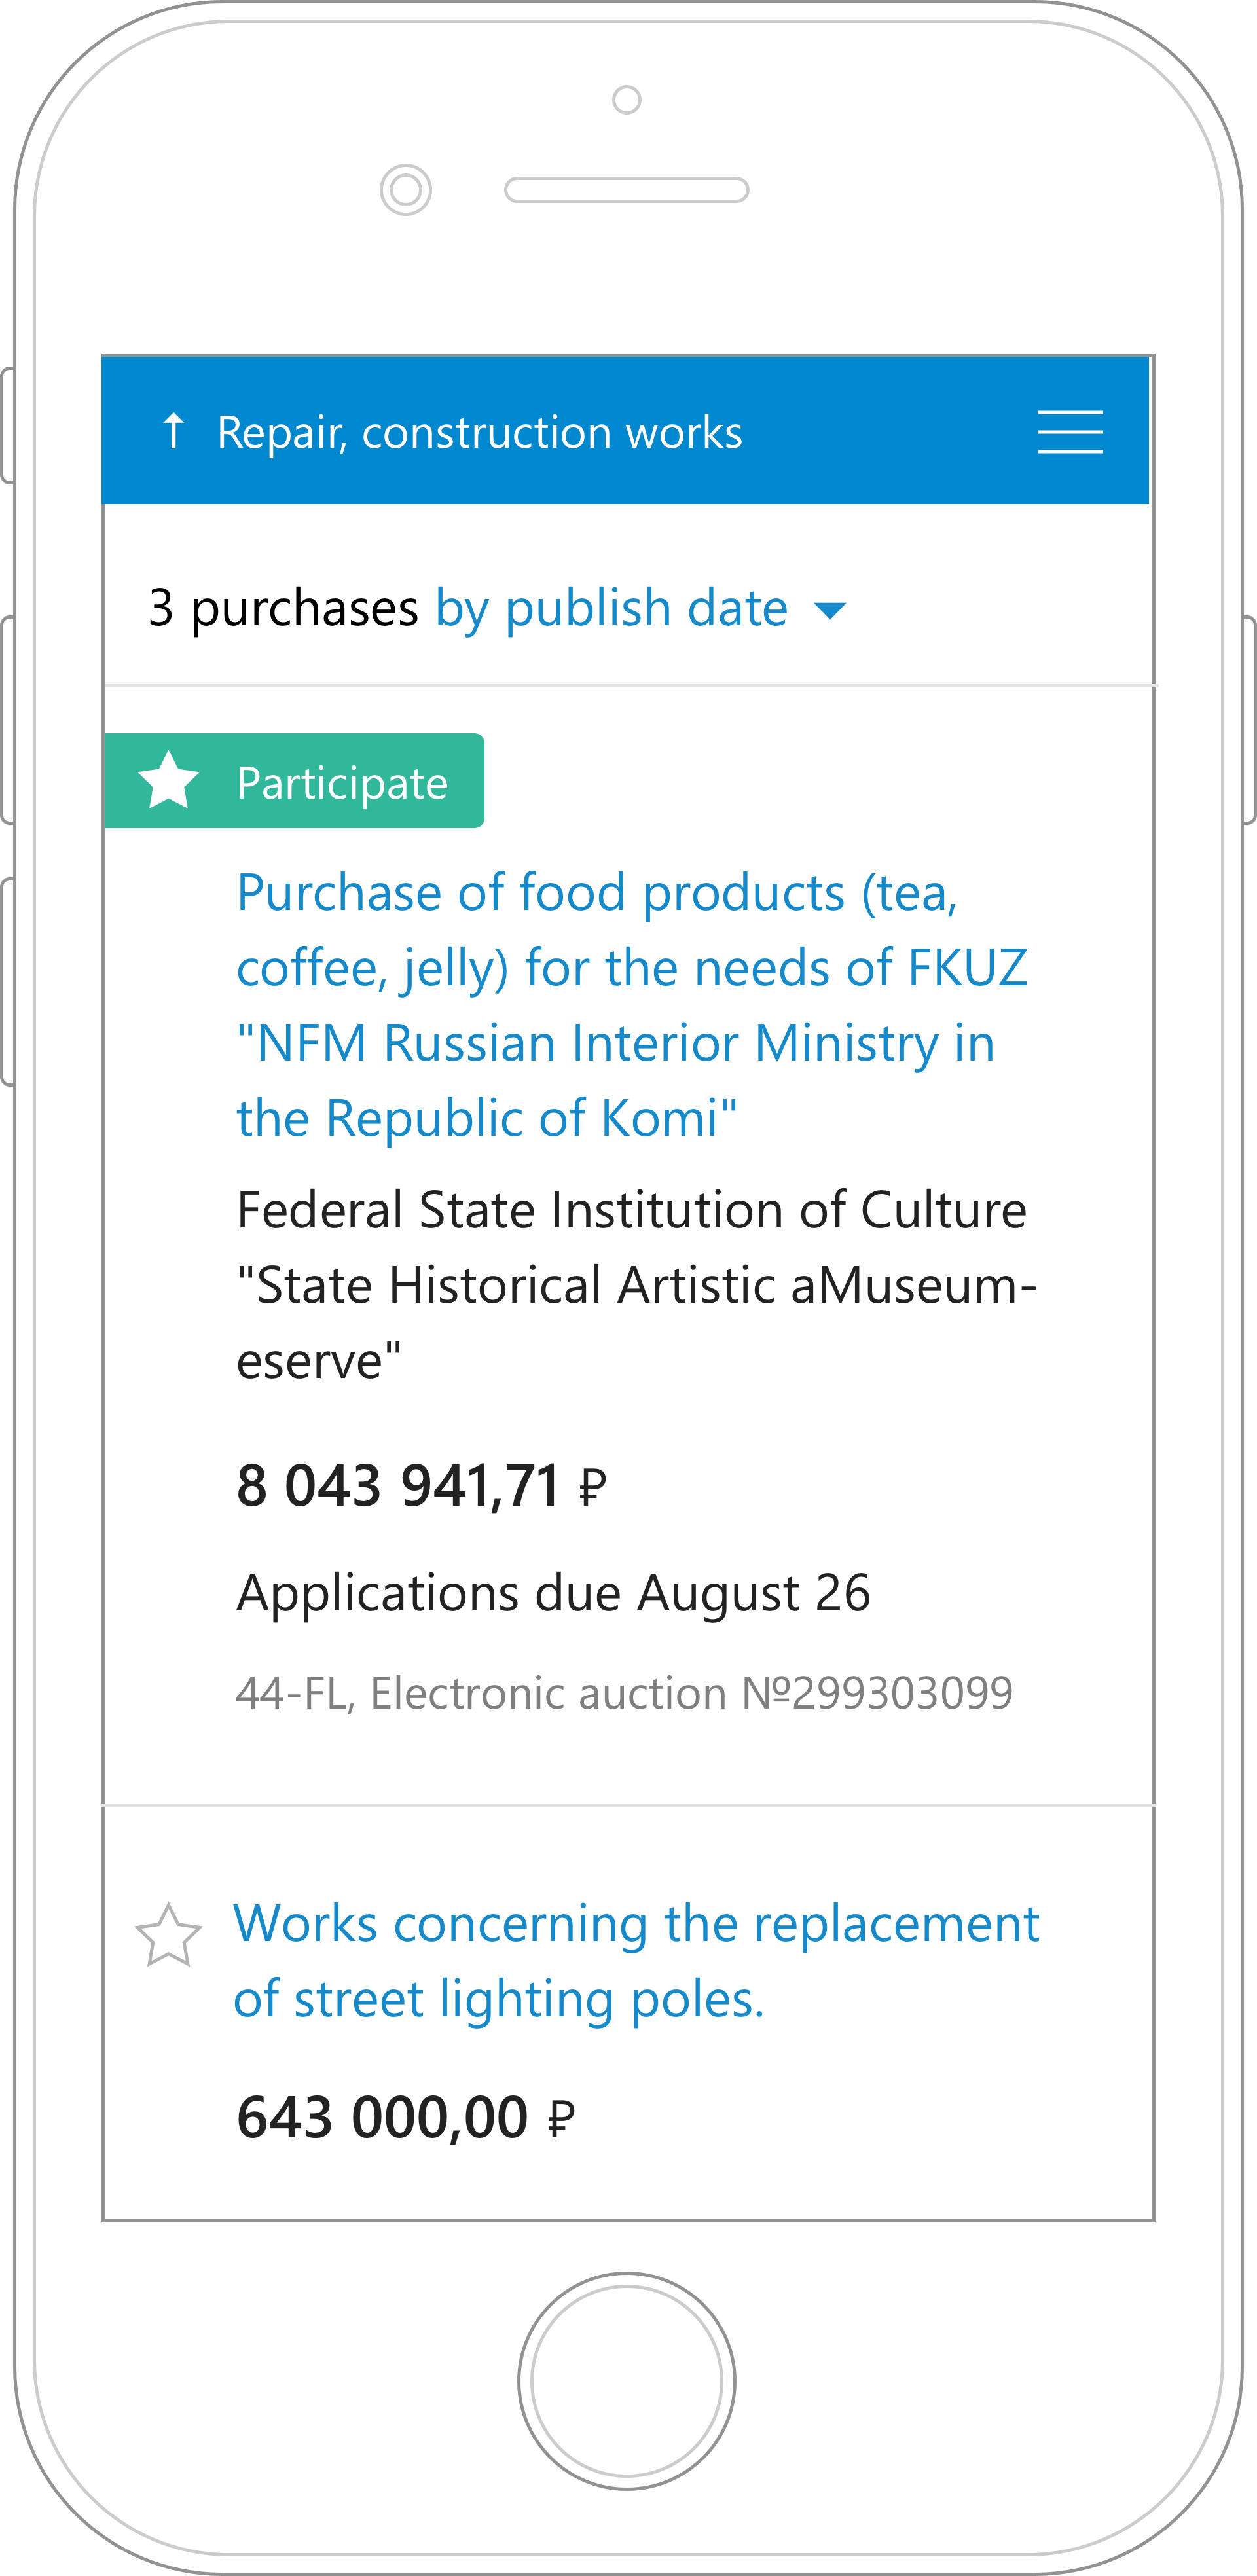 ↑ Repair, construction works
3 purchases by publish date
Participate
Purchase of food products (tea,
coffee, jelly) for the needs of FKUZ
"NFM Russian Interior Ministry in
the Republic of Komi"
Federal State Institution of Culture
"State Historical Artistic aMuseum-
eserve"
8 043 941,71 ₽
Applications due August 26
44-FL, Electronic auction №299303099
Works concerning the replacement
of street lighting poles.
643 000,00 ₽